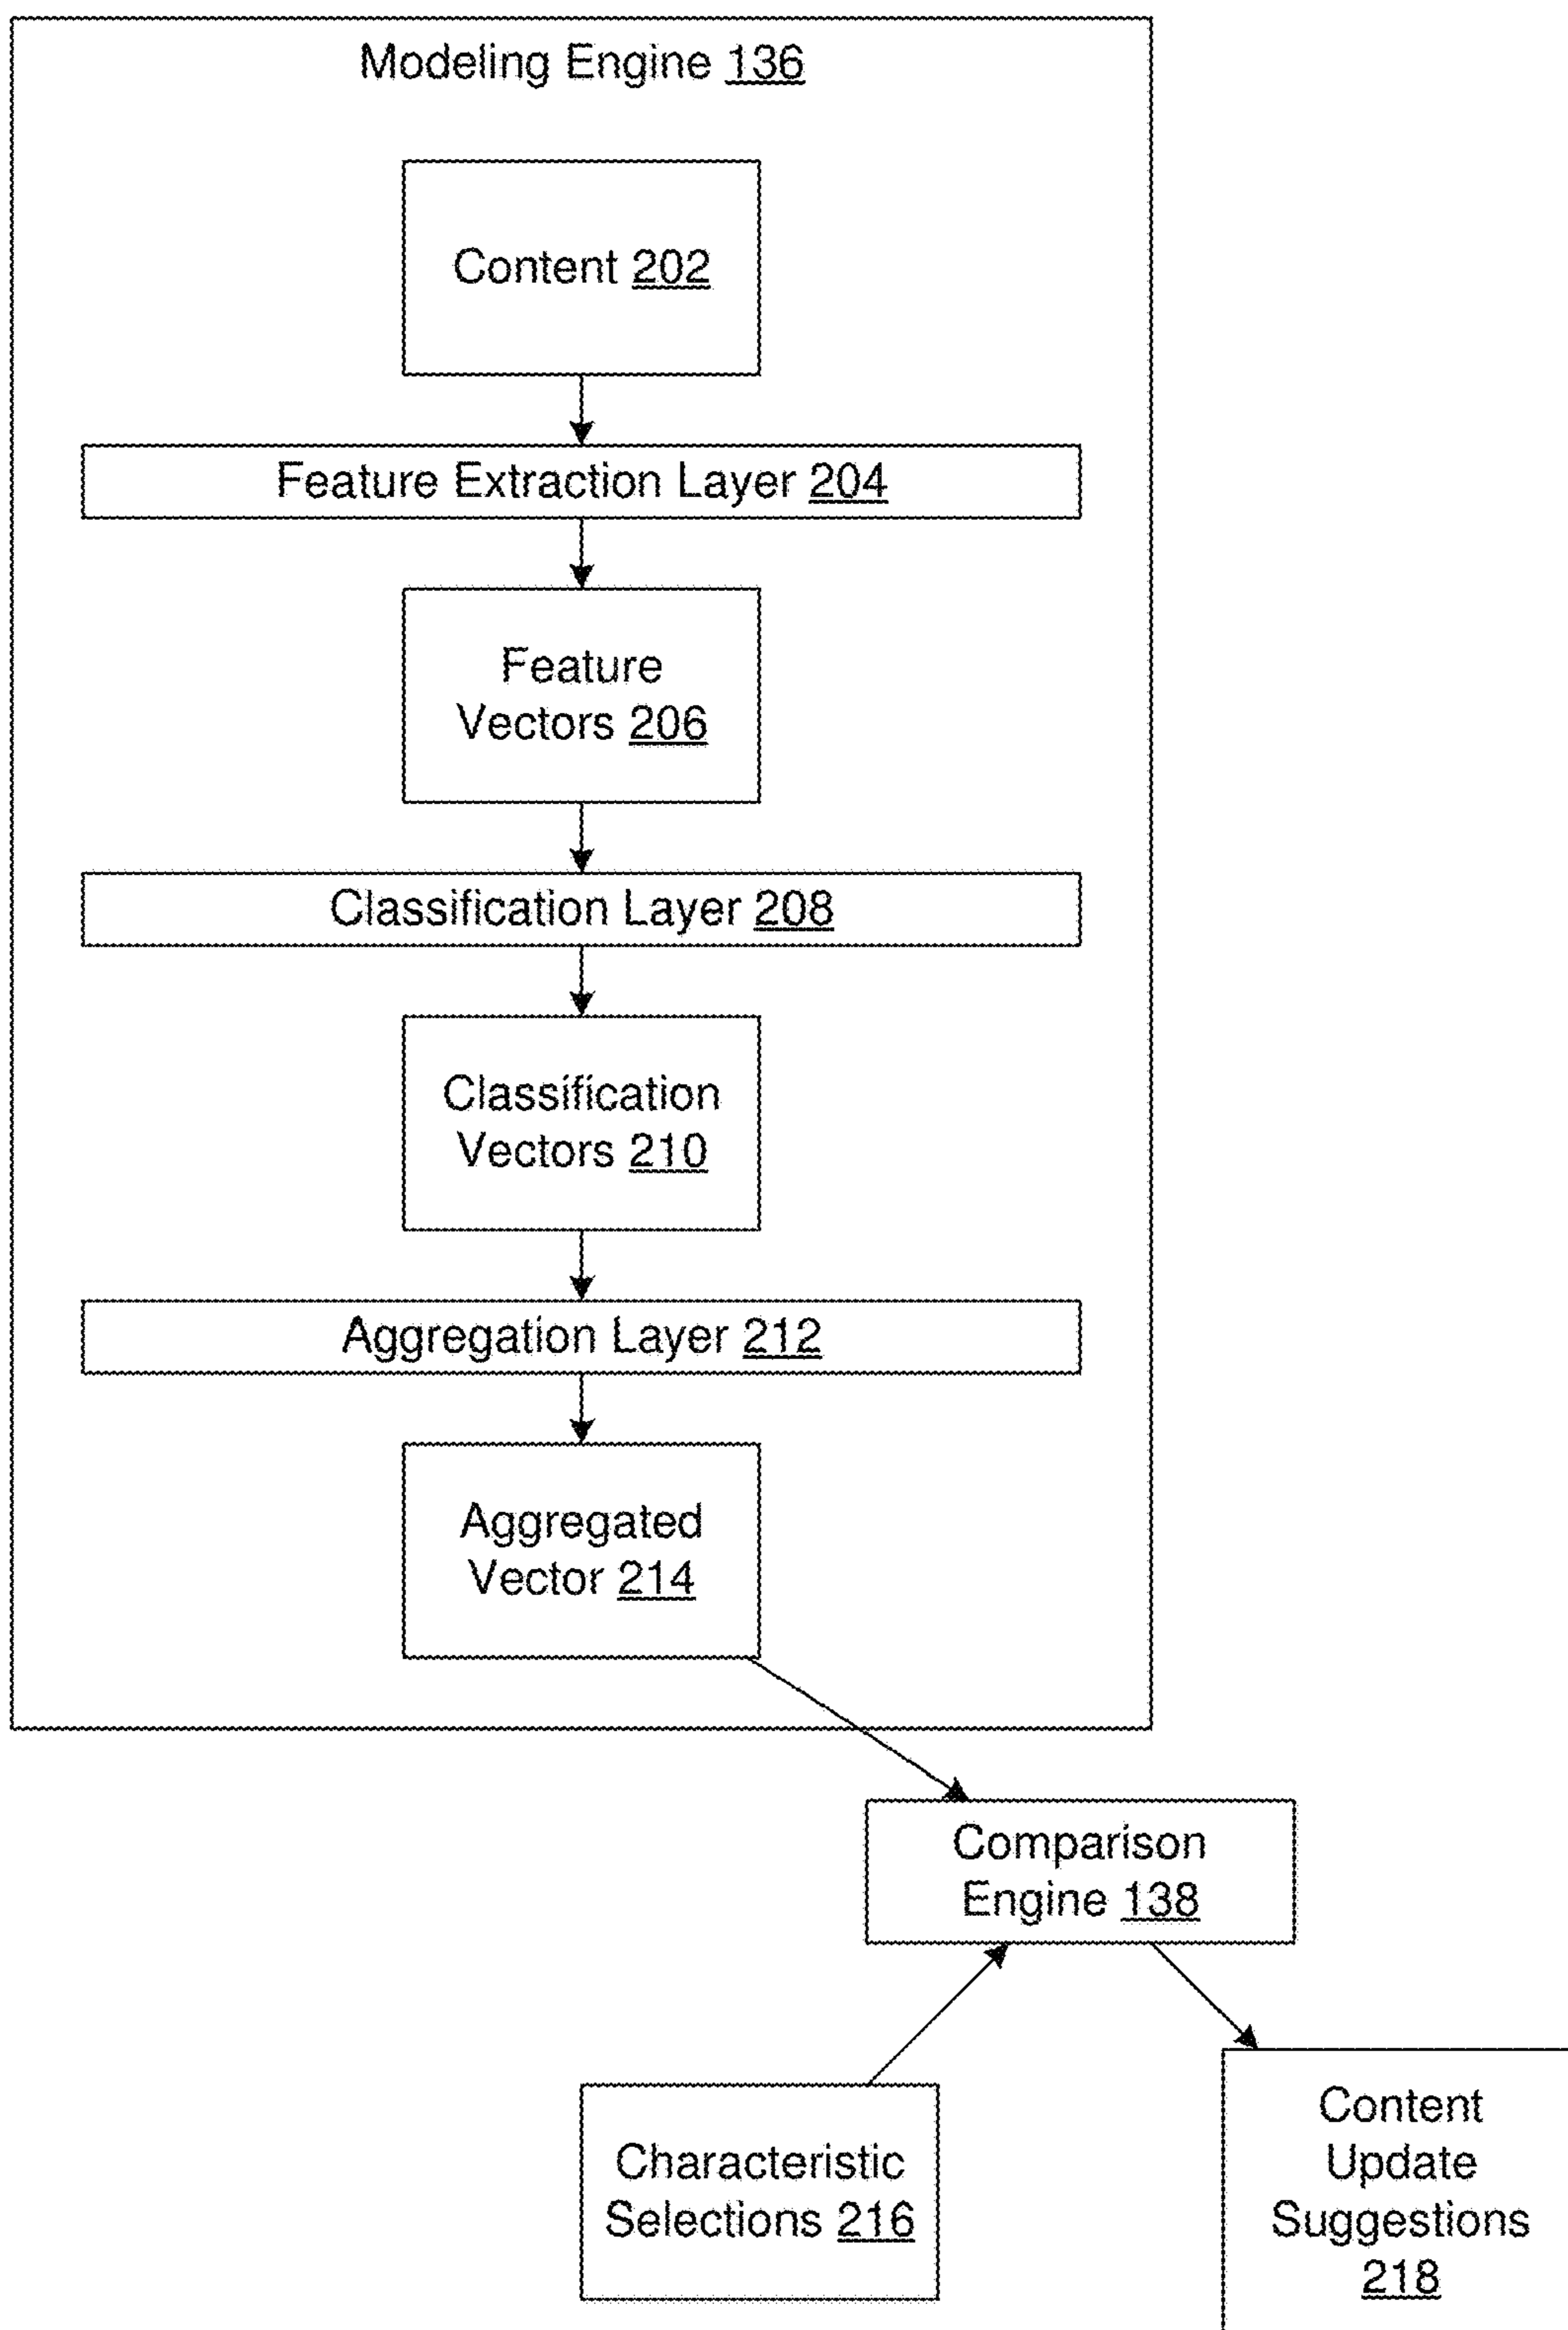 Modeling Engine 136
Content 202
Feature Extraction Layer 204
Feature
Vectors 206
Classification Layer 208
Classification
Vectors 210
Aggregation Layer 212
Aggregated
Vector 214
Comparison
Engine 138
Characteristic
Selections 216
Content
Update
Suggestions
218